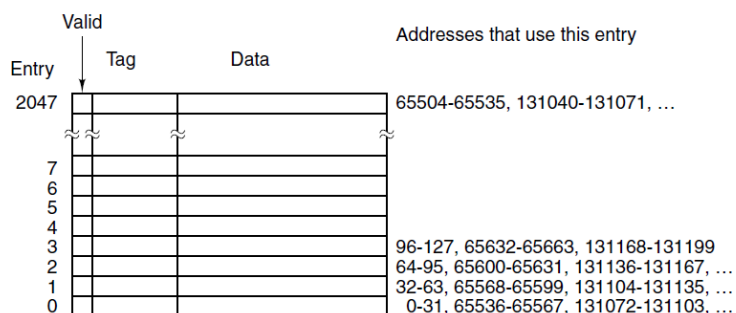 Valid
Addresses that use this entry
Entry
Tag
Data
2047
65504-65535, 131040-131071, …
7
6
5
4
3
96-127, 65632-65663, 131168-131199
2
64-95, 65600-65631, 131136-131167, …
1
32-63, 65568-65599, 131104-131135, …
0
0-31, 65536-65567, 131072-131103, …